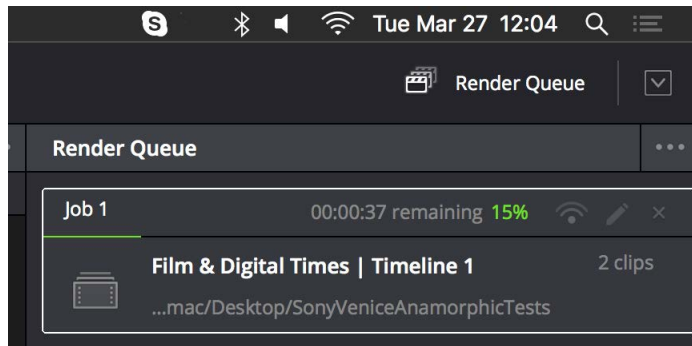 S Tue Mar 27 12:04
Render Queue
Render Queue
Job 1 00:00:37 remaining 15%
Film & Digital Times | Timeline 1 2 clips
...mac/Desktop/SonyVeniceAnamorphicTests